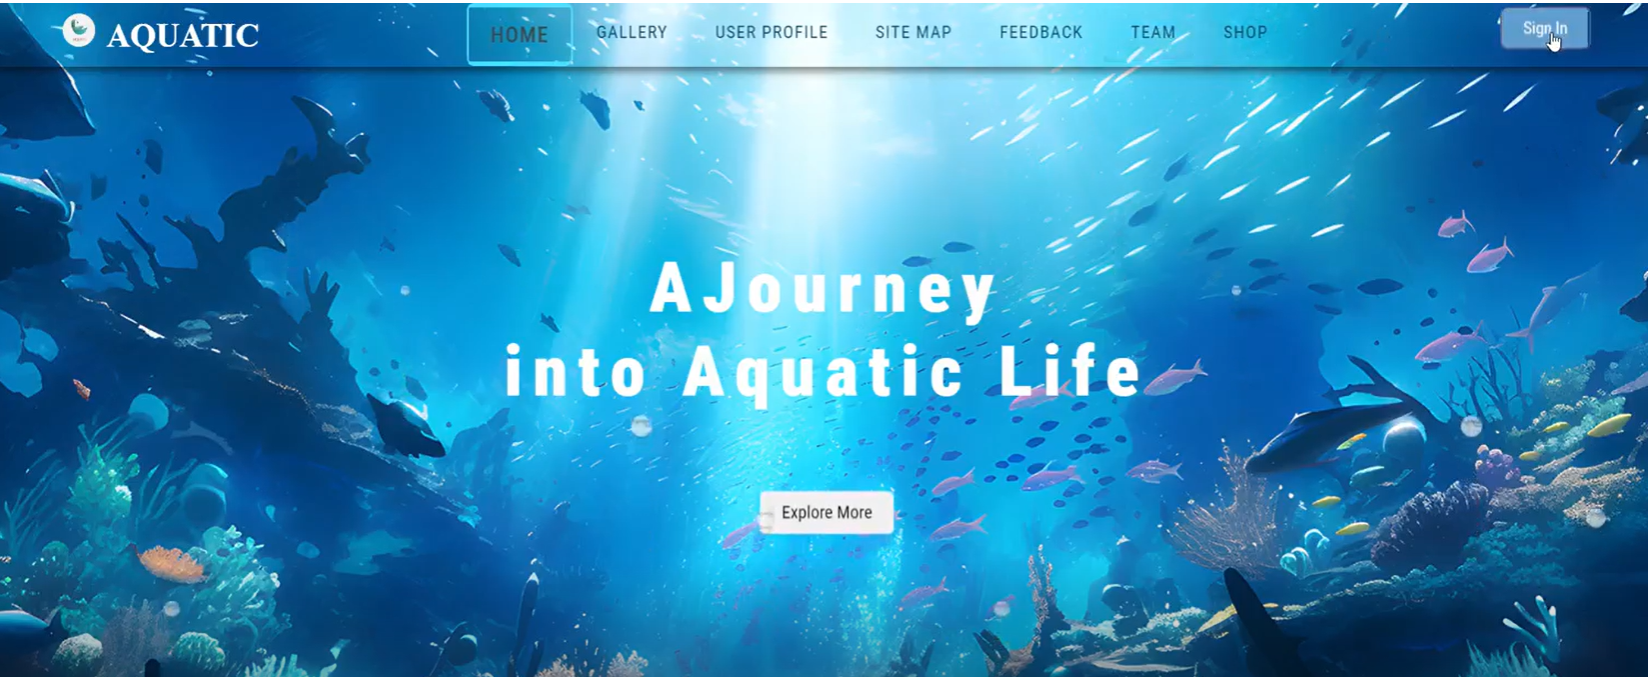 AQUATIC
HOME GALLERY USER PROFILE SITE MAP FEEDBACK TEAM SHOP
Sign In
AJourney
into Aquatic Life
Explore More